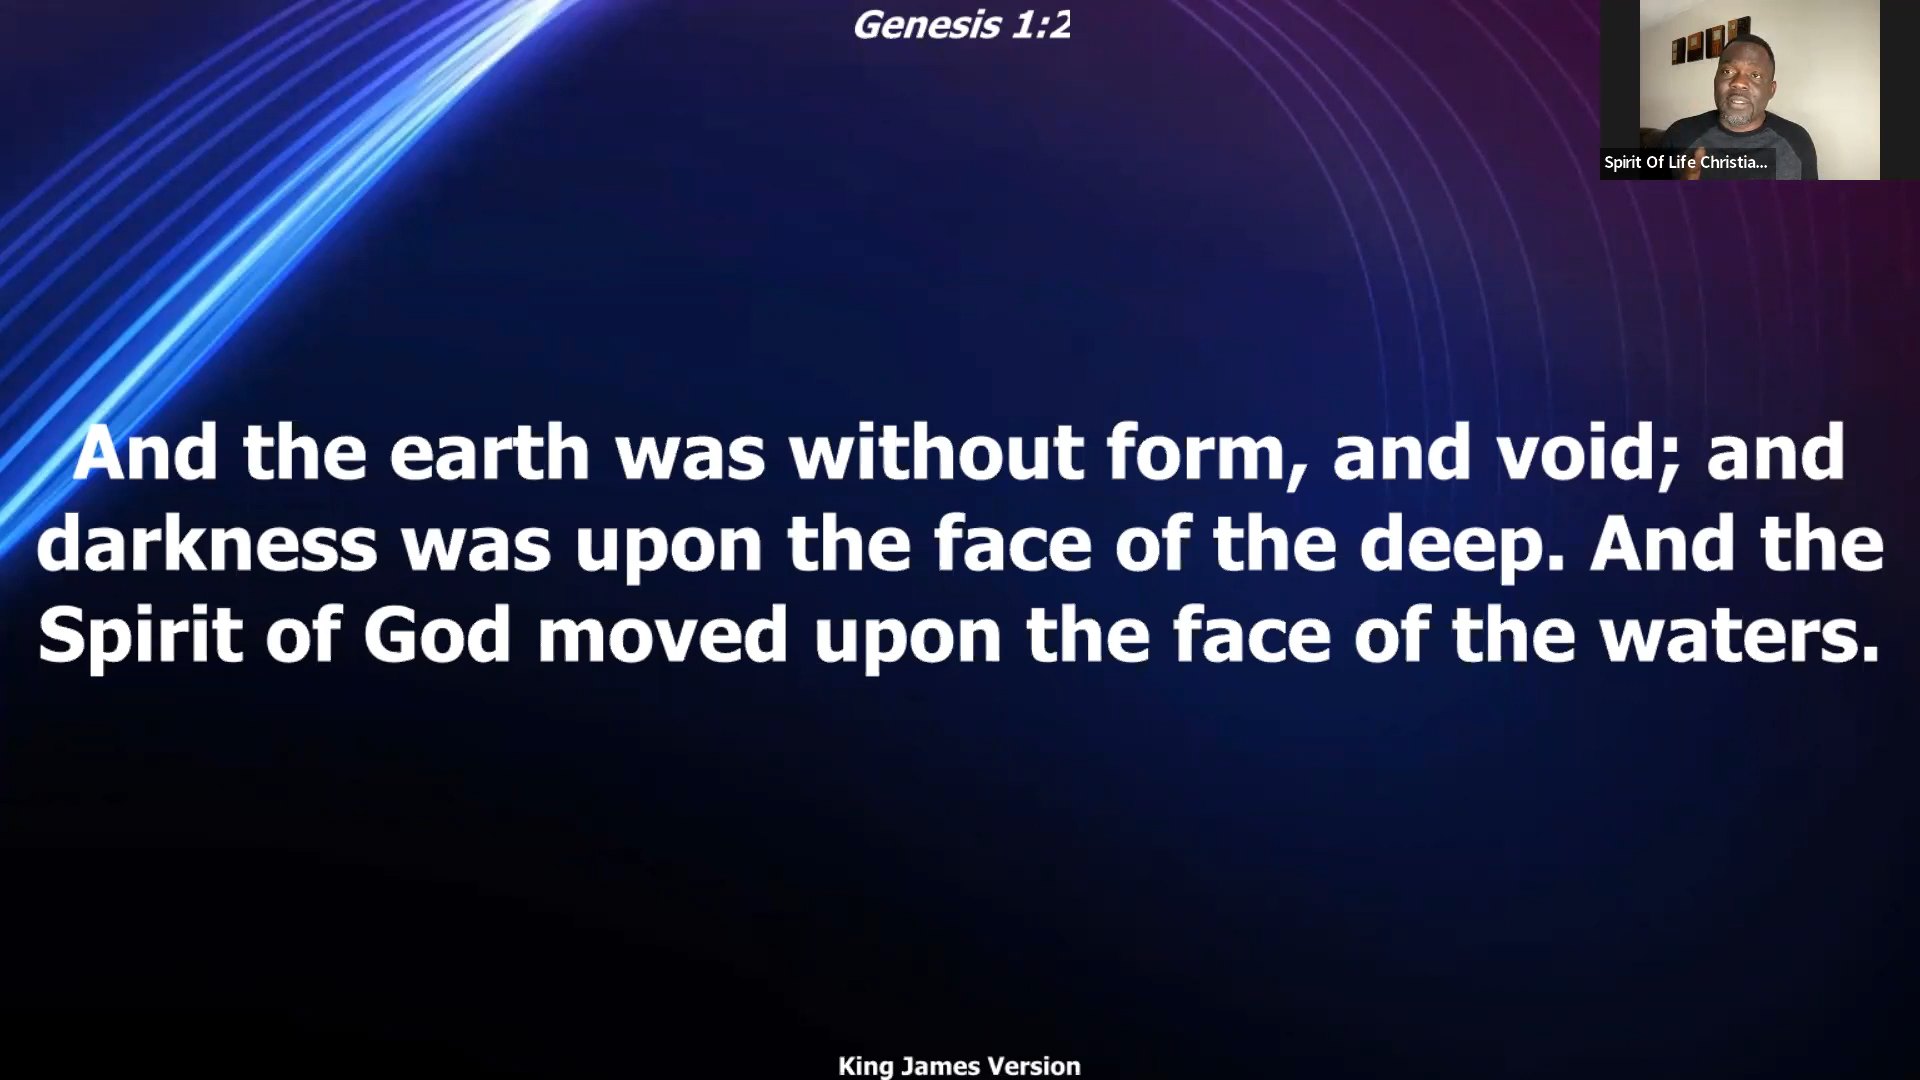 Genesis 1:2
Spirit Of Life Christia...
And the earth was without form, and void; and
darkness was upon the face of the deep. And the
Spirit of God moved upon the face of the waters.
King James Version